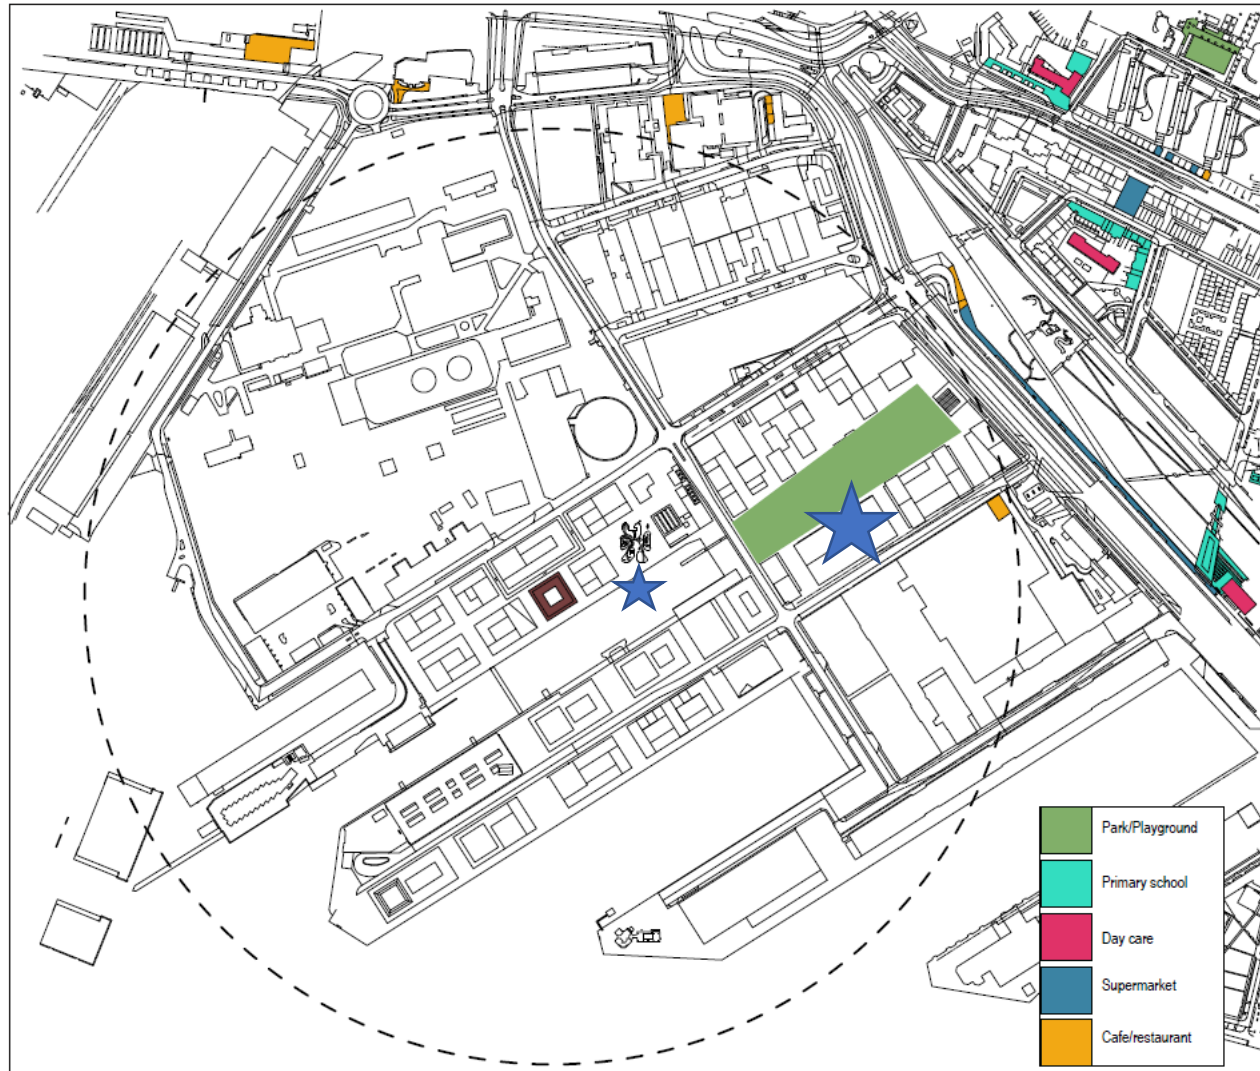 Park/Playground
Primary school
Day care
Supermarket
Cafe/restaurant